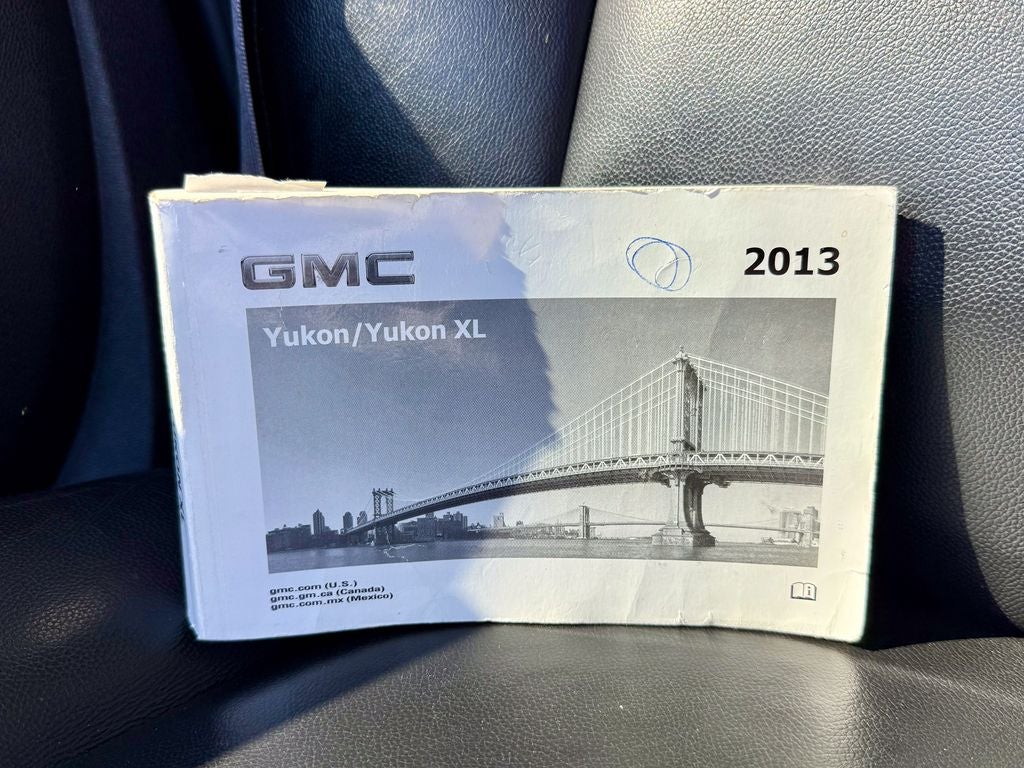 GMC
2013
Yukon/Yukon XL
gmc.com (U.S.)
gmc.gm.ca (Canada)
gmc.com.mx (Mexico)